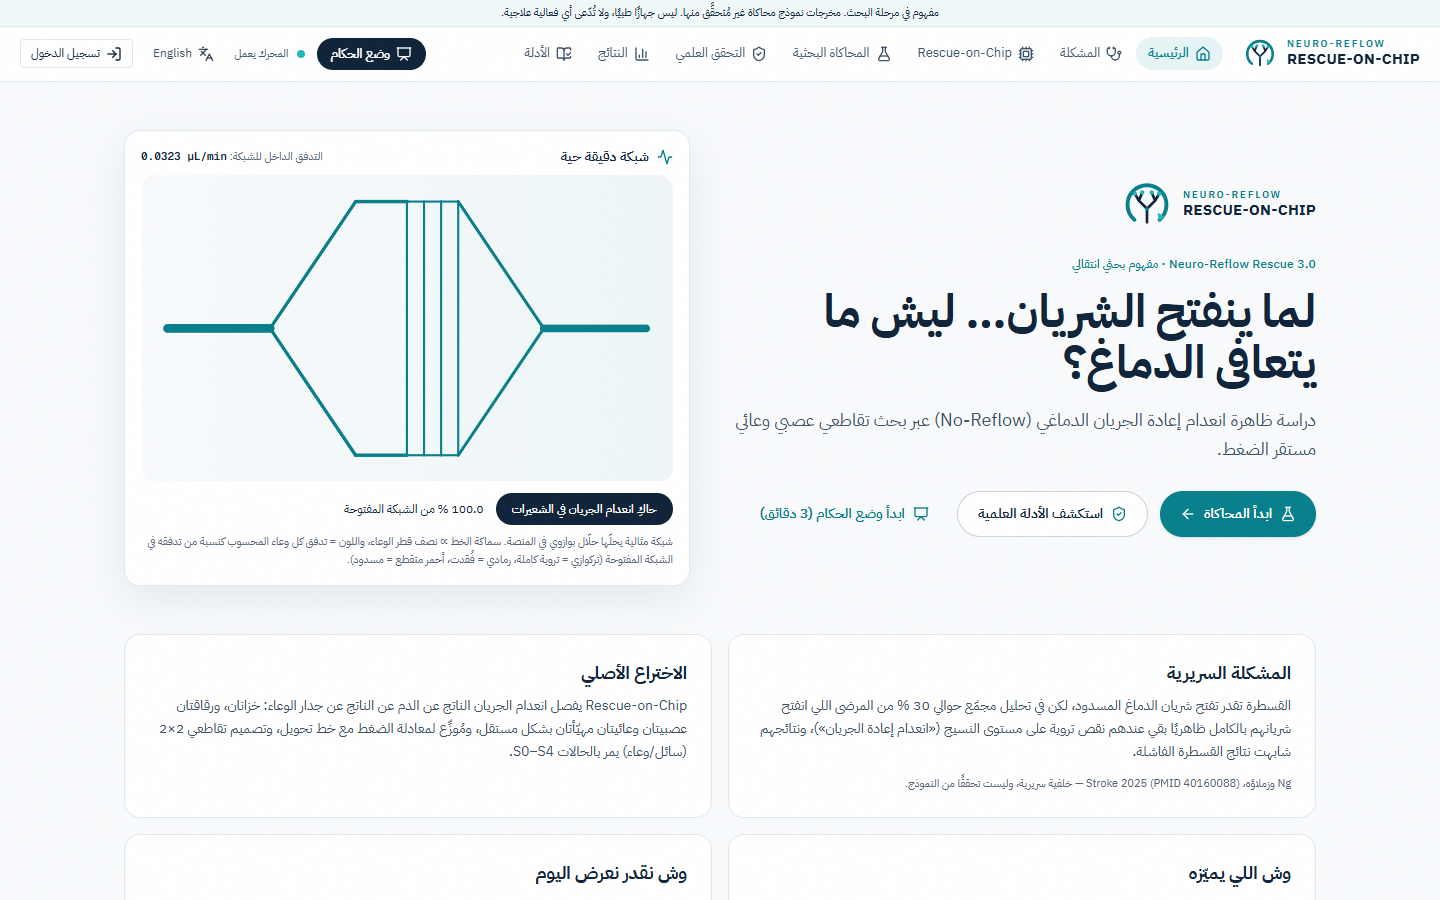 مفهوم في مرحلة البحث. مخرجات نموذج محاكاة غير مُتحقَّق منها. ليس جهازًا طبيًا، ولا تُدّعى أي فعالية علاجية.
NEURO-REFLOW
RESCUE-ON-CHIP
الرئيسية
المشكلة
Rescue-on-Chip
المحاكاة البحثية
التحقق العلمي
النتائج
الأدلة
وضع الحكام
المحرك يعمل
English
تسجيل الدخول
NEURO-REFLOW
RESCUE-ON-CHIP
Neuro-Reflow Rescue 3.0 · مفهوم بحثي انتقالي
لما ينفتح الشريان... ليش ما
يتعافى الدماغ؟
دراسة ظاهرة انعدام إعادة الجريان الدماغي (No-Reflow) عبر بحث تقاطعي عصبي وعائي
مستقر الضغط.
ابدأ المحاكاة
استكشف الأدلة العلمية
ابدأ وضع الحكام (3 دقائق)
شبكة دقيقة حية
التدفق الداخل للشبكة: 0.0323 µL/min
حاكِ انعدام الجريان في الشعيرات
100.0 % من الشبكة المفتوحة
شبكة مثالية يحلّها حلّال بوازوي في المنصة. سماكة الخط ∝ نصف قطر الوعاء، واللون = تدفق كل وعاء المحسوب كنسبة من تدفقه في
الشبكة المفتوحة (تركوازي = تروية كاملة، رمادي = فُقدت، أحمر متقطع = مسدود).
المشكلة السريرية
القسطرة تقدر تفتح شريان الدماغ المسدود، لكن في تحليل مجمّع حوالي 30 % من المرضى اللي انفتح
شريانهم بالكامل ظاهريًا بقي عندهم نقص تروية على مستوى النسيج («انعدام إعادة الجريان»)، ونتائجهم
شابهت نتائج القسطرة الفاشلة.
Ng وزملاؤه، Stroke 2025 (PMID 40160088) — خلفية سريرية، وليست تحققًا من النموذج.
الاختراع الأصلي
Rescue-on-Chip يفصل انعدام الجريان الناتج عن الدم عن الناتج عن جدار الوعاء: خزانان، ورقاقتان
عصبيتان وعائيتان مهيّأتان بشكل مستقل، ومُوزِّع لمعادلة الضغط مع خط تحويل، وتصميم تقاطعي 2×2
(سائل/وعاء) يمر بالحالات S0–S4.
وش اللي يميّزه
وش نقدر نعرض اليوم